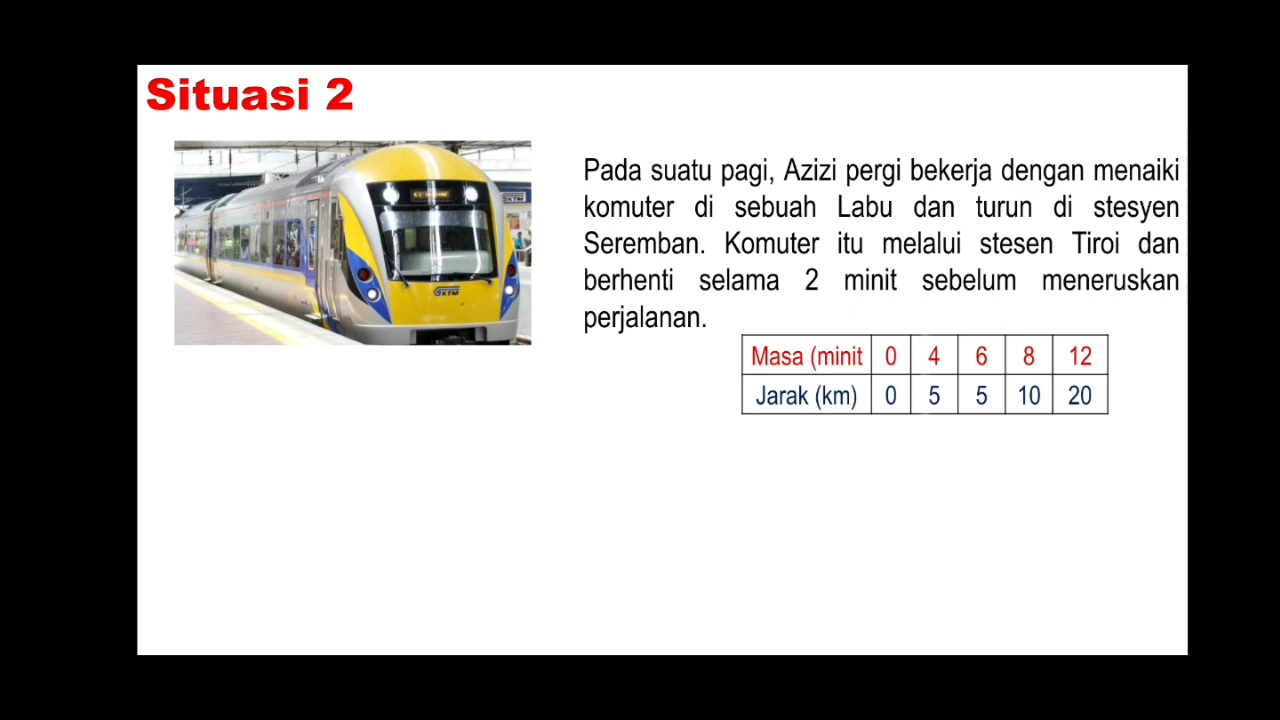 Situasi 2
Pada suatu pagi, Azizi pergi bekerja dengan menaiki
komuter di sebuah Labu dan turun di stesyen
Seremban. Komuter itu melalui stesen Tiroi dan
berhenti selama 2 minit sebelum meneruskan
perjalanan.
Masa (minit 0 4 6 8 12
Jarak (km) 0 5 5 10 20
KTM